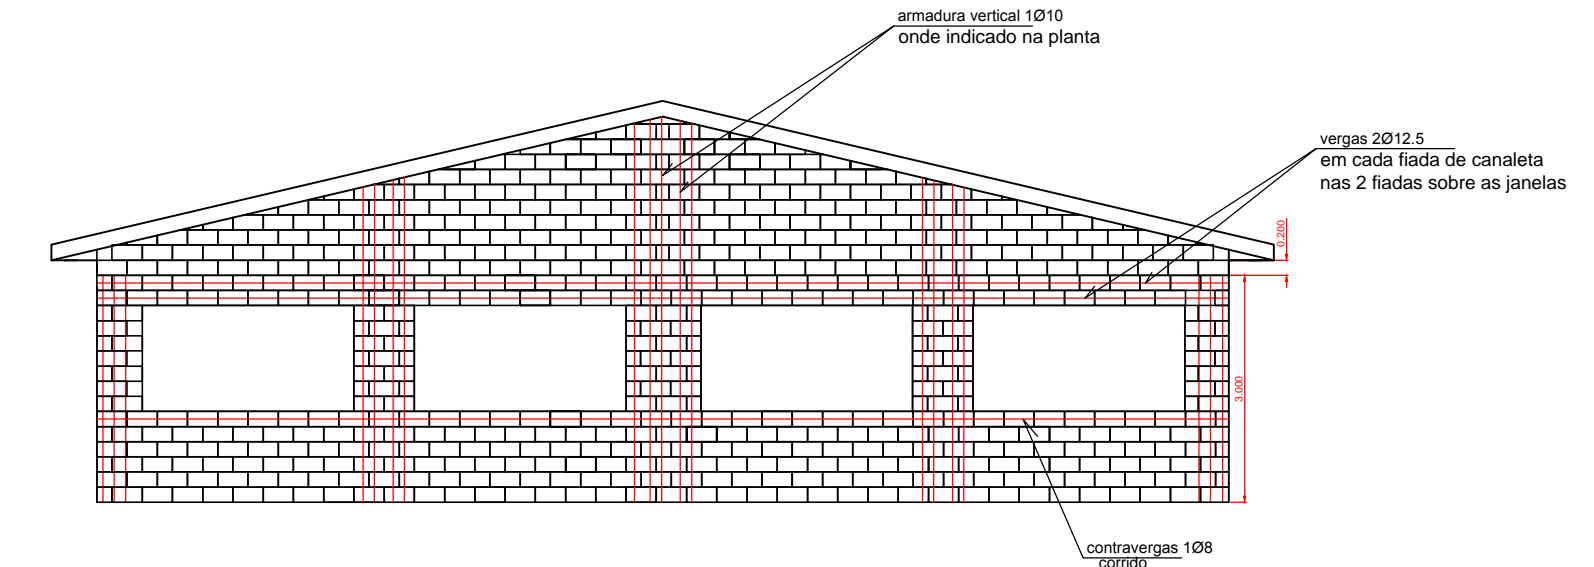 armadura vertical 1Ø10
onde indicado na planta
vergas 2Ø12.5
em cada fiada de canaleta
nas 2 fiadas sobre as janelas
0.200
3.000
contravergas 1Ø8
corrido